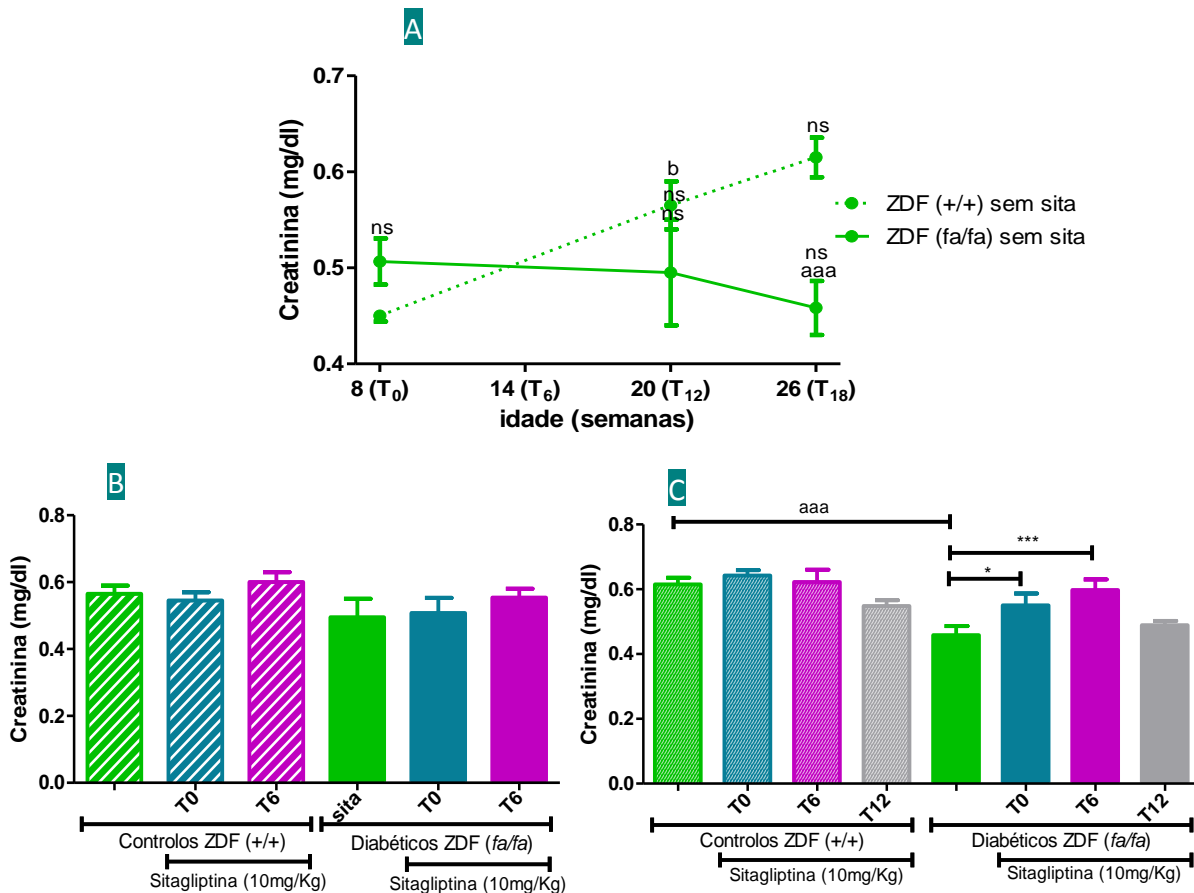 A
Creatinina (mg/dl)
0.7
0.6
0.5
0.4
ns
b
ns
ns
ns
ns
aaa
8 (T0)
14 (T6)
20 (T12)
26 (T18)
idade (semanas)
ZDF (+/+) sem sita
ZDF (fa/fa) sem sita
B
Creatinina (mg/dl)
0.8
0.6
0.4
0.2
0.0
T0
T6
sita
T0
T6
Controlos ZDF (+/+)
Diabéticos ZDF (fa/fa)
Sitagliptina (10mg/Kg)
Sitagliptina (10mg/Kg)
C
Creatinina (mg/dl)
0.8
0.6
0.4
0.2
0.0
aaa
***
*
T0
T6
T12
T0
T6
T12
Controlos ZDF (+/+)
Diabéticos ZDF (fa/fa)
Sitagliptina (10mg/Kg)
Sitagliptina (10mg/Kg)